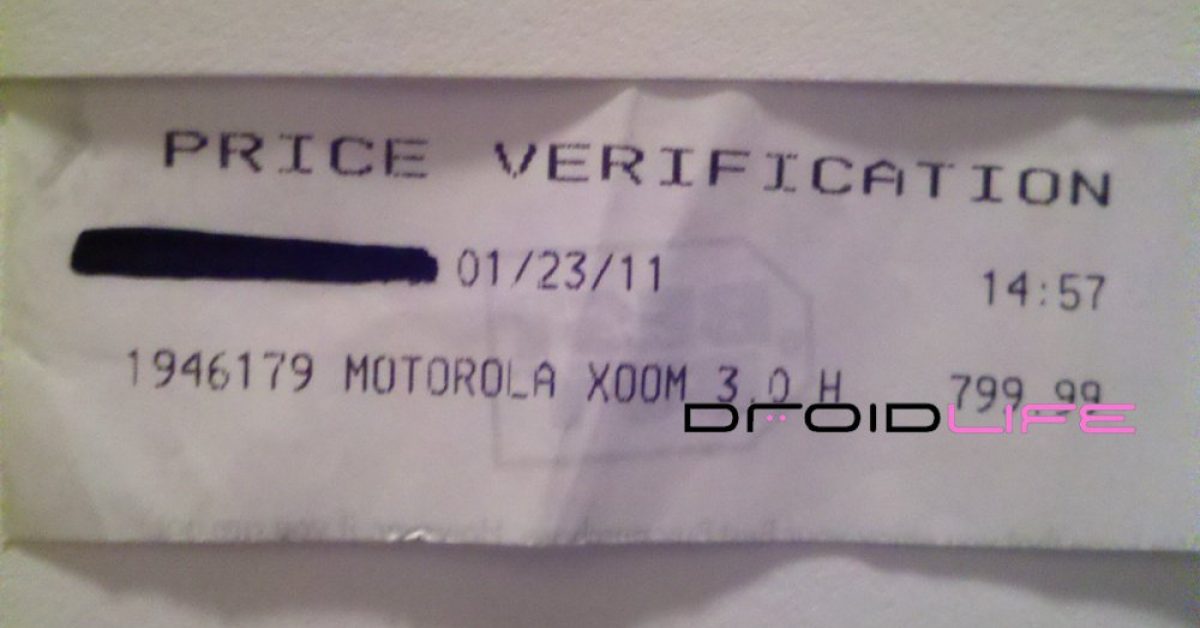 PRICE VERIFICATION
01/23/11 14:57
1946179 MOTOROLA XOOM 3.0 H 799.99
DROIDLIFE